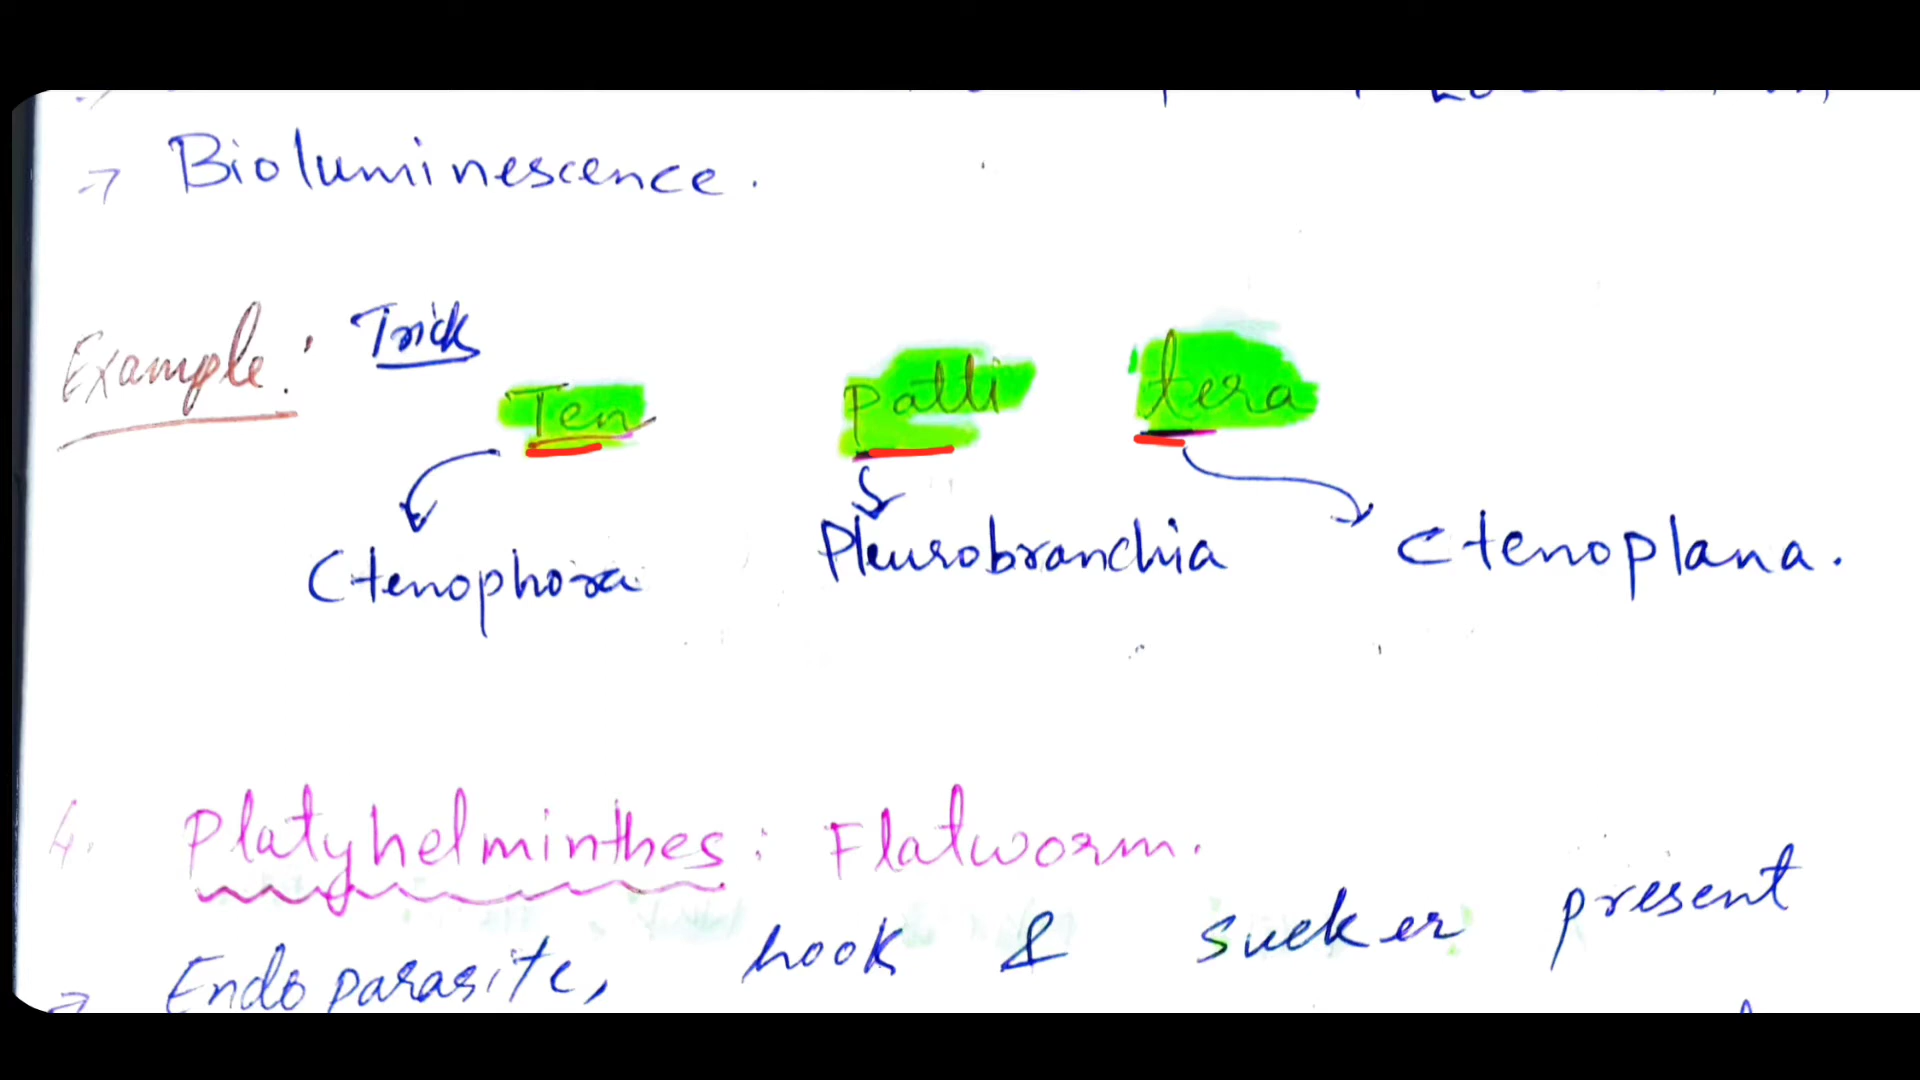 → Bioluminescence.
Example: Trick
Ten patti tera
Ctenophora Pleurobranchia Ctenoplana.
4. Platyhelminthes: Flatworm.
→ Endoparasite, hook & sucker present